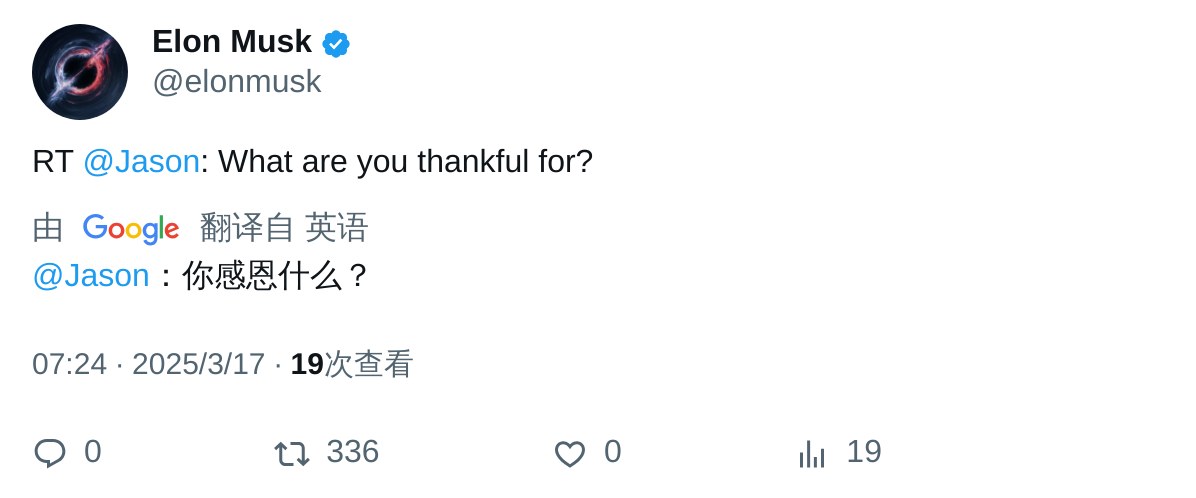 Elon Musk
@elonmusk
RT @Jason: What are you thankful for?
由 Google 翻译自 英语
@Jason：你感恩什么？
07:24 · 2025/3/17 · 19次查看
0 336 0 19